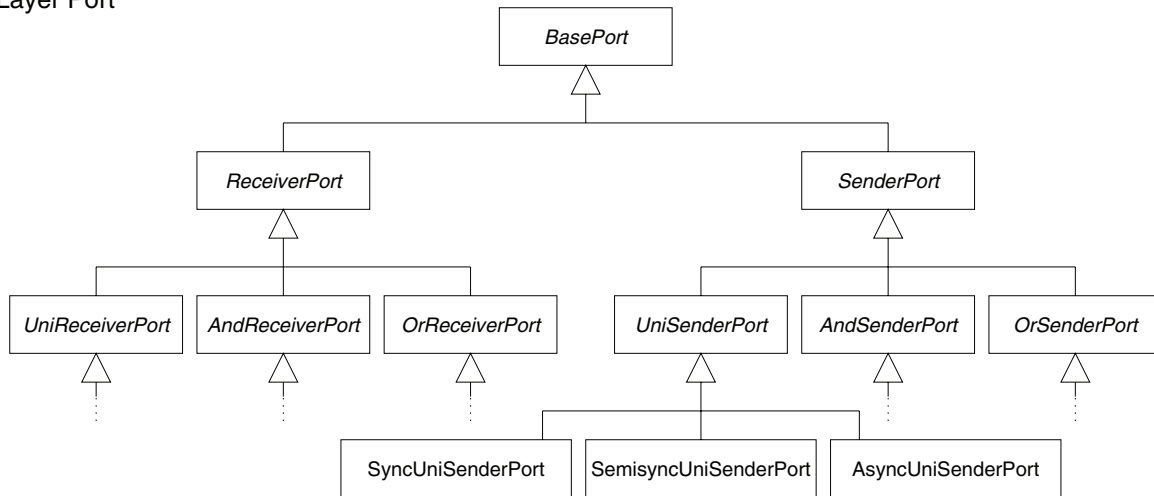 Layer Port
BasePort
ReceiverPort
SenderPort
UniReceiverPort
AndReceiverPort
OrReceiverPort
UniSenderPort
AndSenderPort
OrSenderPort
SyncUniSenderPort
SemisyncUniSenderPort
AsyncUniSenderPort